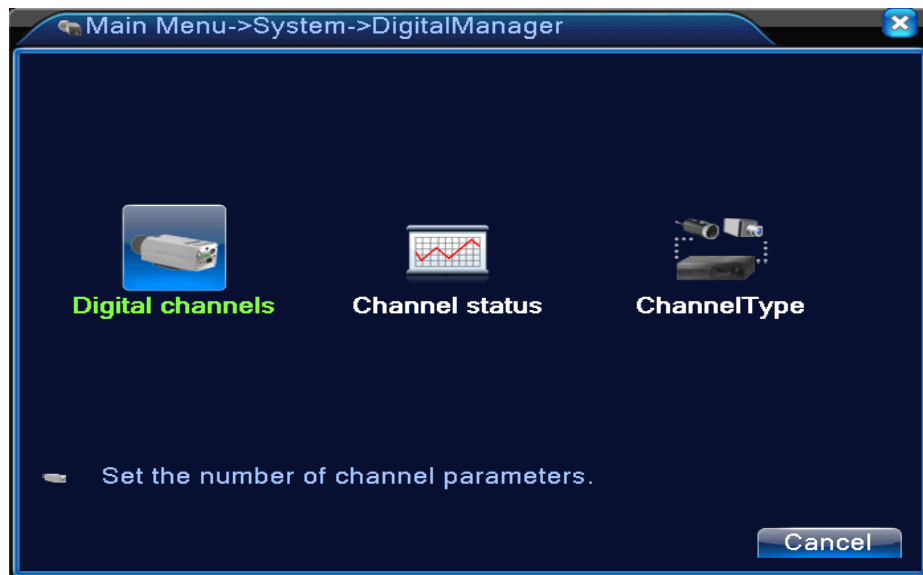 Main Menu->System->DigitalManager
Digital channels
Channel status
ChannelType
Set the number of channel parameters.
Cancel